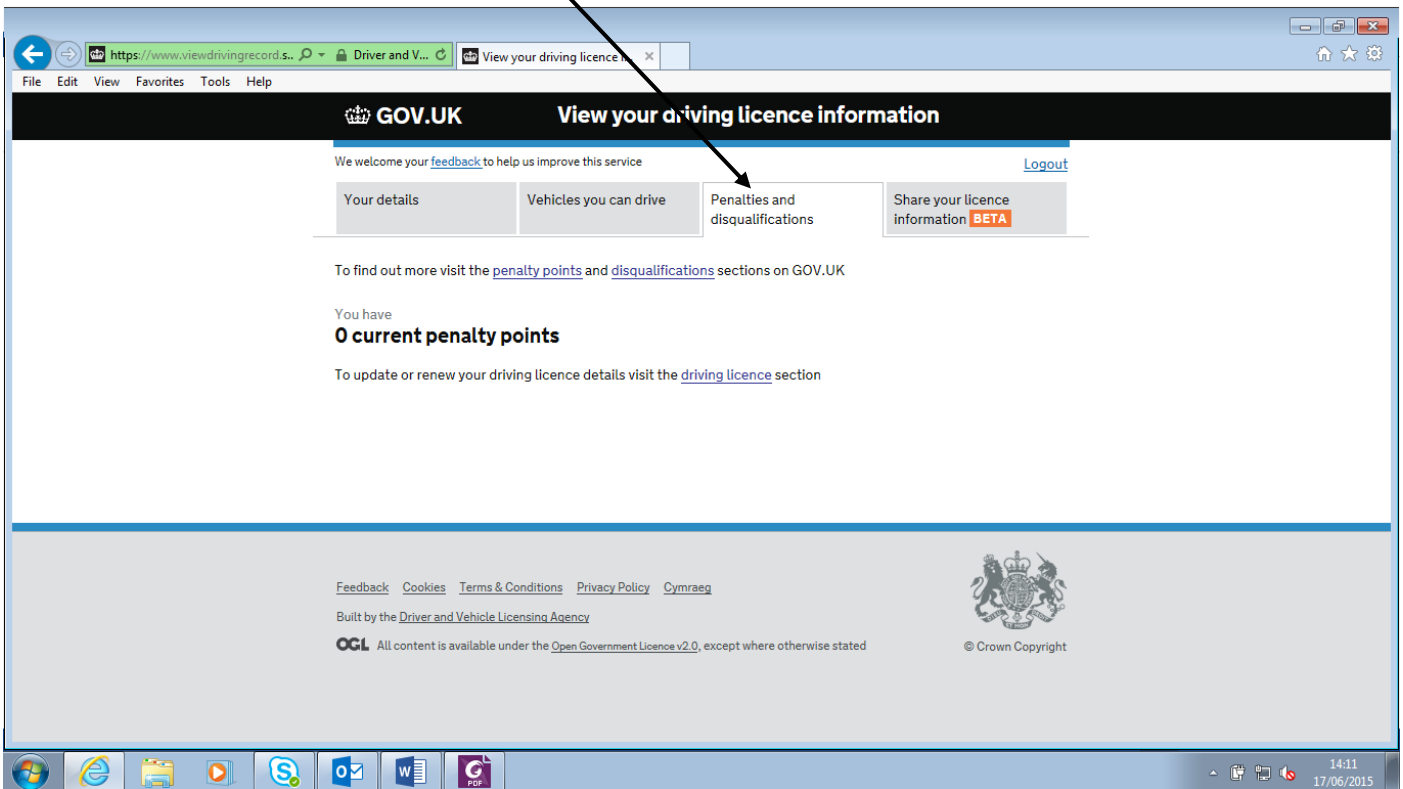 https://www.viewdrivingrecord.s.. Driver and V... View your driving licence i...
File Edit View Favorites Tools Help
GOV.UK View your driving licence information
We welcome your feedback to help us improve this service Logout
Your details Vehicles you can drive Penalties and disqualifications Share your licence information BETA
To find out more visit the penalty points and disqualifications sections on GOV.UK
You have
0 current penalty points
To update or renew your driving licence details visit the driving licence section
Feedback Cookies Terms & Conditions Privacy Policy Cymraeg
Built by the Driver and Vehicle Licensing Agency
OGL All content is available under the Open Government Licence v2.0, except where otherwise stated © Crown Copyright
14:11
17/06/2015